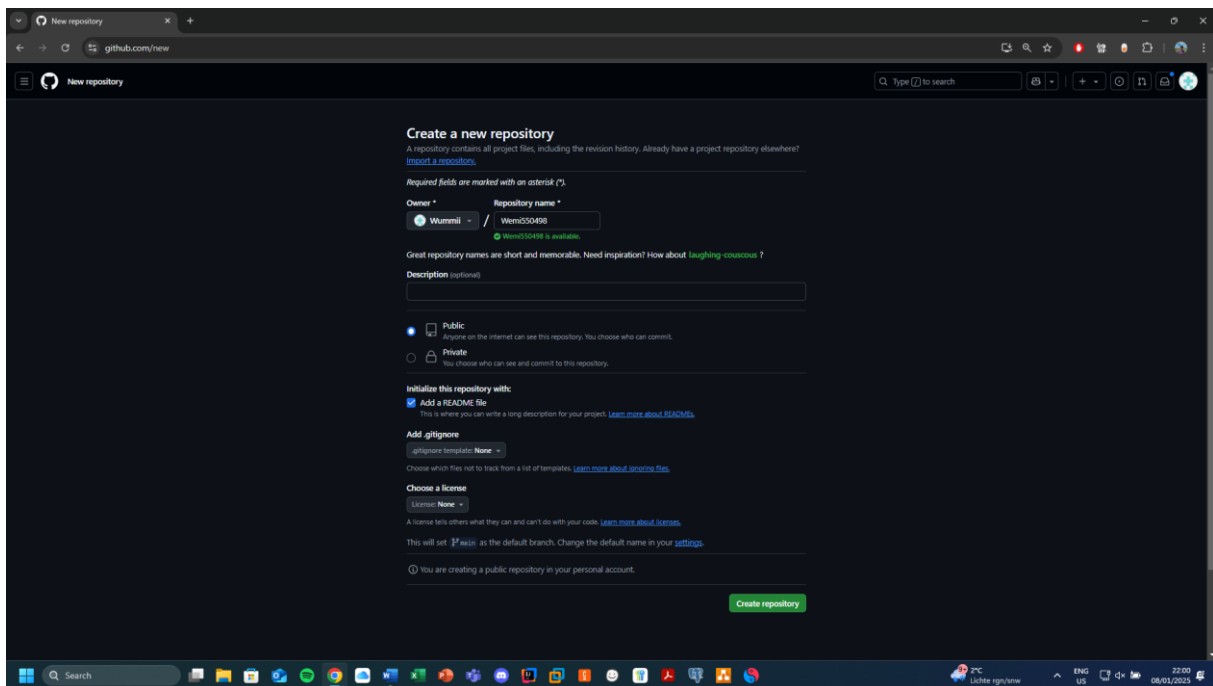 New repository
github.com/new
New repository
Type / to search
Create a new repository
A repository contains all project files, including the revision history. Already have a project repository elsewhere?
Import a repository.
Required fields are marked with an asterisk (*).
Owner * Repository name *
Wummii / Wemi550498
Wemi550498 is available.
Great repository names are short and memorable. Need inspiration? How about laughing-couscous ?
Description (optional)
Public
Anyone on the internet can see this repository. You choose who can commit.
Private
You choose who can see and commit to this repository.
Initialize this repository with:
Add a README file
This is where you can write a long description for your project. Learn more about READMEs.
Add .gitignore
.gitignore template: None
Choose which files not to track from a list of templates. Learn more about ignoring files.
Choose a license
License: None
A license tells others what they can and can't do with your code. Learn more about licenses.
This will set main as the default branch. Change the default name in your settings.
You are creating a public repository in your personal account.
Create repository
Search
2°C
Lichte rgn/snw
ENG
US
22:00
08/01/2025